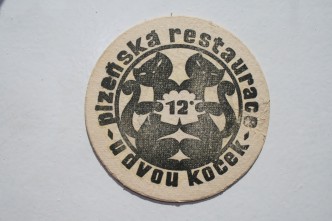 plzeňská restaurace
12°
-u dvou koček-